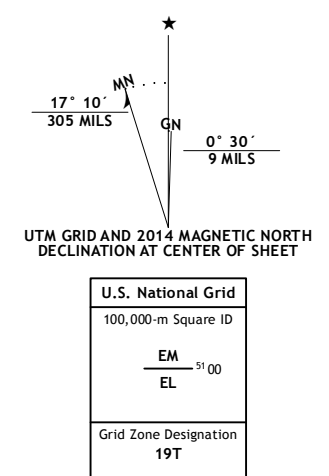 ★
MN
17° 10´
305 MILS
GN
0° 30´
9 MILS
UTM GRID AND 2014 MAGNETIC NORTH
DECLINATION AT CENTER OF SHEET
U.S. National Grid
100,000-m Square ID
EM
51 00
EL
Grid Zone Designation
19T